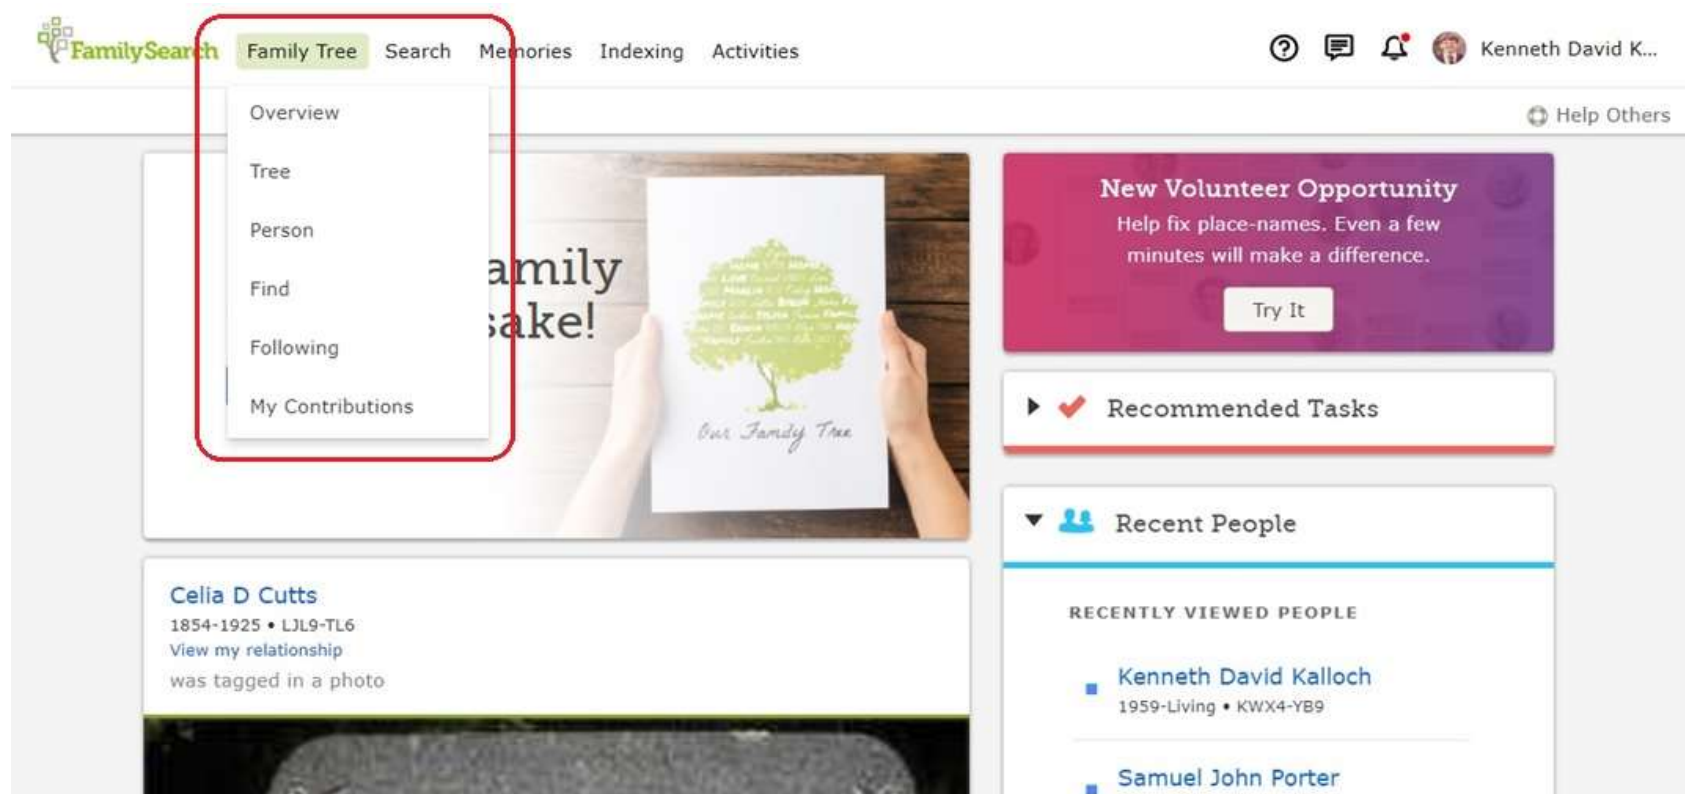 FamilySearch Family Tree Search Memories Indexing Activities Kenneth David K...
Help Others
Overview
Tree
Person
Find
Following
My Contributions
amily
sake!
Our Family Tree
New Volunteer Opportunity
Help fix place-names. Even a few
minutes will make a difference.
Try It
Recommended Tasks
Recent People
RECENTLY VIEWED PEOPLE
Kenneth David Kalloch
1959-Living • KWX4-YB9
Samuel John Porter
Celia D Cutts
1854-1925 • LJL9-TL6
View my relationship
was tagged in a photo